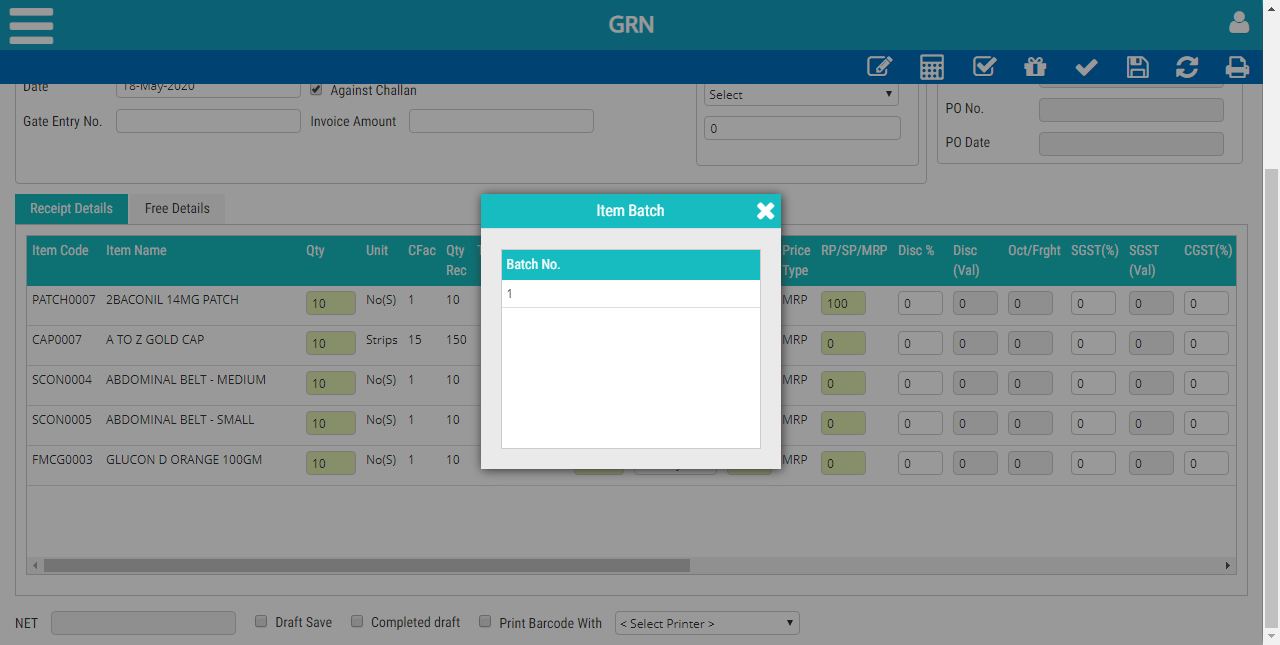 GRN
Date 18-May-2020 Against Challan
Select
Gate Entry No. Invoice Amount
0
PO No.
PO Date
Receipt Details Free Details
Item Batch
Batch No.
1
Item Code Item Name Qty Unit CFac Qty Rec Price Type RP/SP/MRP Disc % Disc (Val) Oct/Frght SGST(%) SGST (Val) CGST(%)
PATCH0007 2BACONIL 14MG PATCH 10 No(S) 1 10 MRP 100 0 0 0 0 0 0
CAP0007 A TO Z GOLD CAP 10 Strips 15 150 MRP 0 0 0 0 0 0 0
SCON0004 ABDOMINAL BELT - MEDIUM 10 No(S) 1 10 MRP 0 0 0 0 0 0 0
SCON0005 ABDOMINAL BELT - SMALL 10 No(S) 1 10 MRP 0 0 0 0 0 0 0
FMCG0003 GLUCON D ORANGE 100GM 10 No(S) 1 10 MRP 0 0 0 0 0 0 0
NET Draft Save Completed draft Print Barcode With < Select Printer >